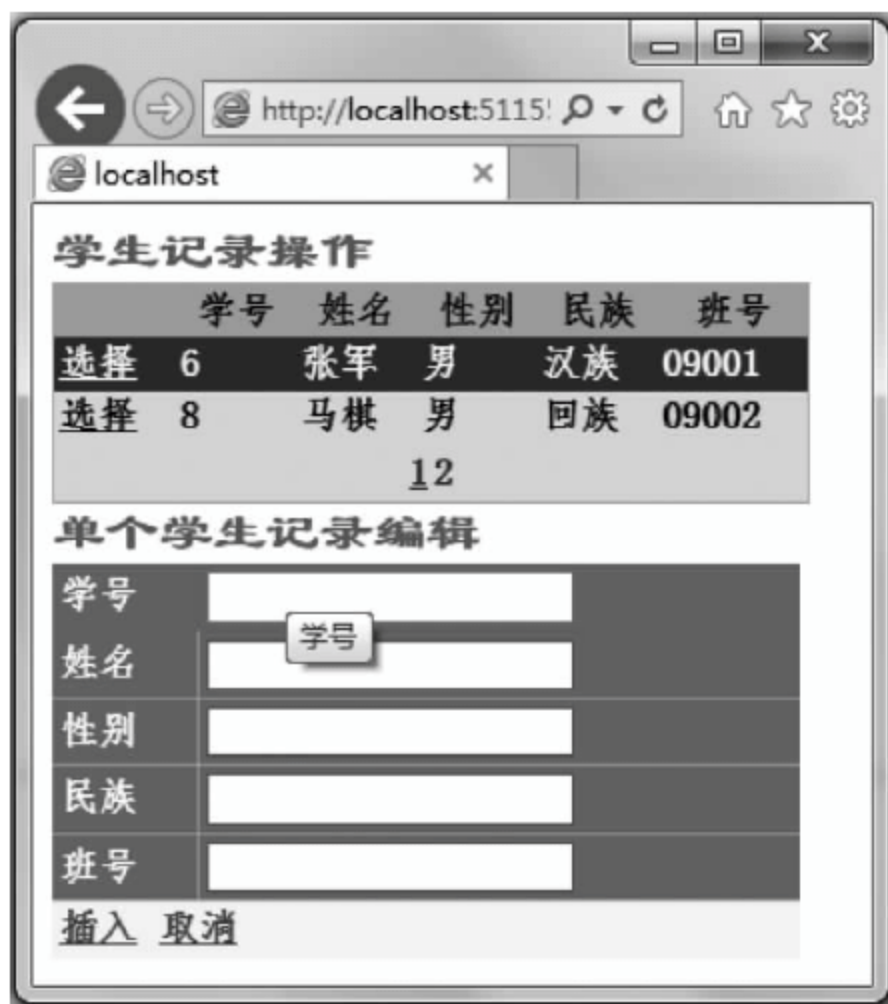 http://localhost:5115
localhost
学生记录操作
学号 姓名 性别 民族 班号
选择 6 张军 男 汉族 09001
选择 8 马棋 男 回族 09002
1 2
单个学生记录编辑
学号
学号
姓名
性别
民族
班号
插入 取消